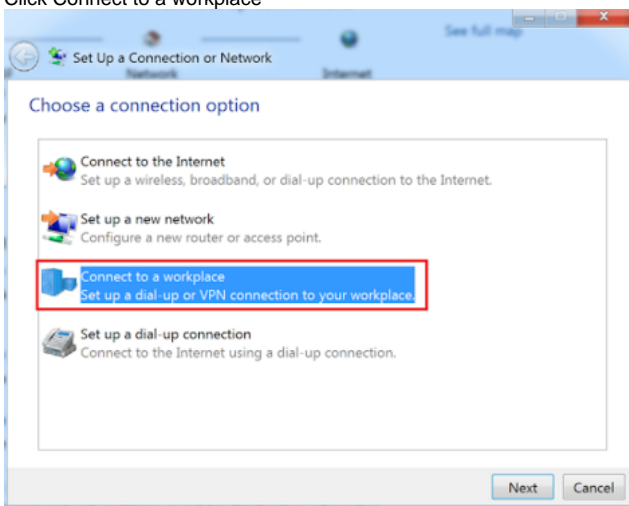 Click Connect to a workplace
See full map
Set Up a Connection or Network
Network
Internet
Choose a connection option
Connect to the Internet
Set up a wireless, broadband, or dial-up connection to the Internet.
Set up a new network
Configure a new router or access point.
Connect to a workplace
Set up a dial-up or VPN connection to your workplace.
Set up a dial-up connection
Connect to the Internet using a dial-up connection.
Next
Cancel